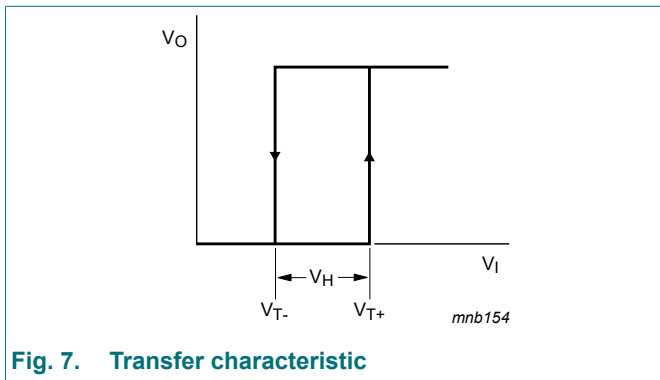 VO
VI
VH
VT- VT+
mnb154
Fig. 7. Transfer characteristic